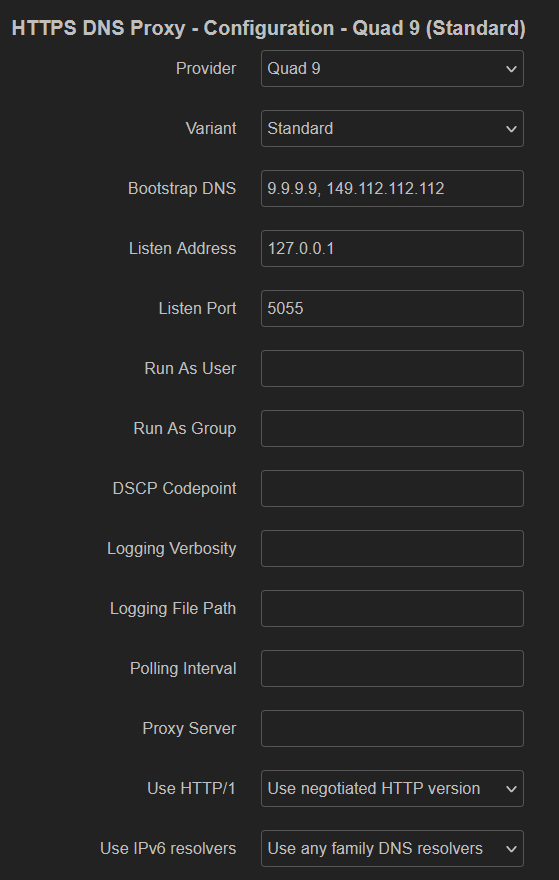 HTTPS DNS Proxy - Configuration - Quad 9 (Standard)
Provider Quad 9
Variant Standard
Bootstrap DNS 9.9.9.9, 149.112.112.112
Listen Address 127.0.0.1
Listen Port 5055
Run As User
Run As Group
DSCP Codepoint
Logging Verbosity
Logging File Path
Polling Interval
Proxy Server
Use HTTP/1 Use negotiated HTTP version
Use IPv6 resolvers Use any family DNS resolvers